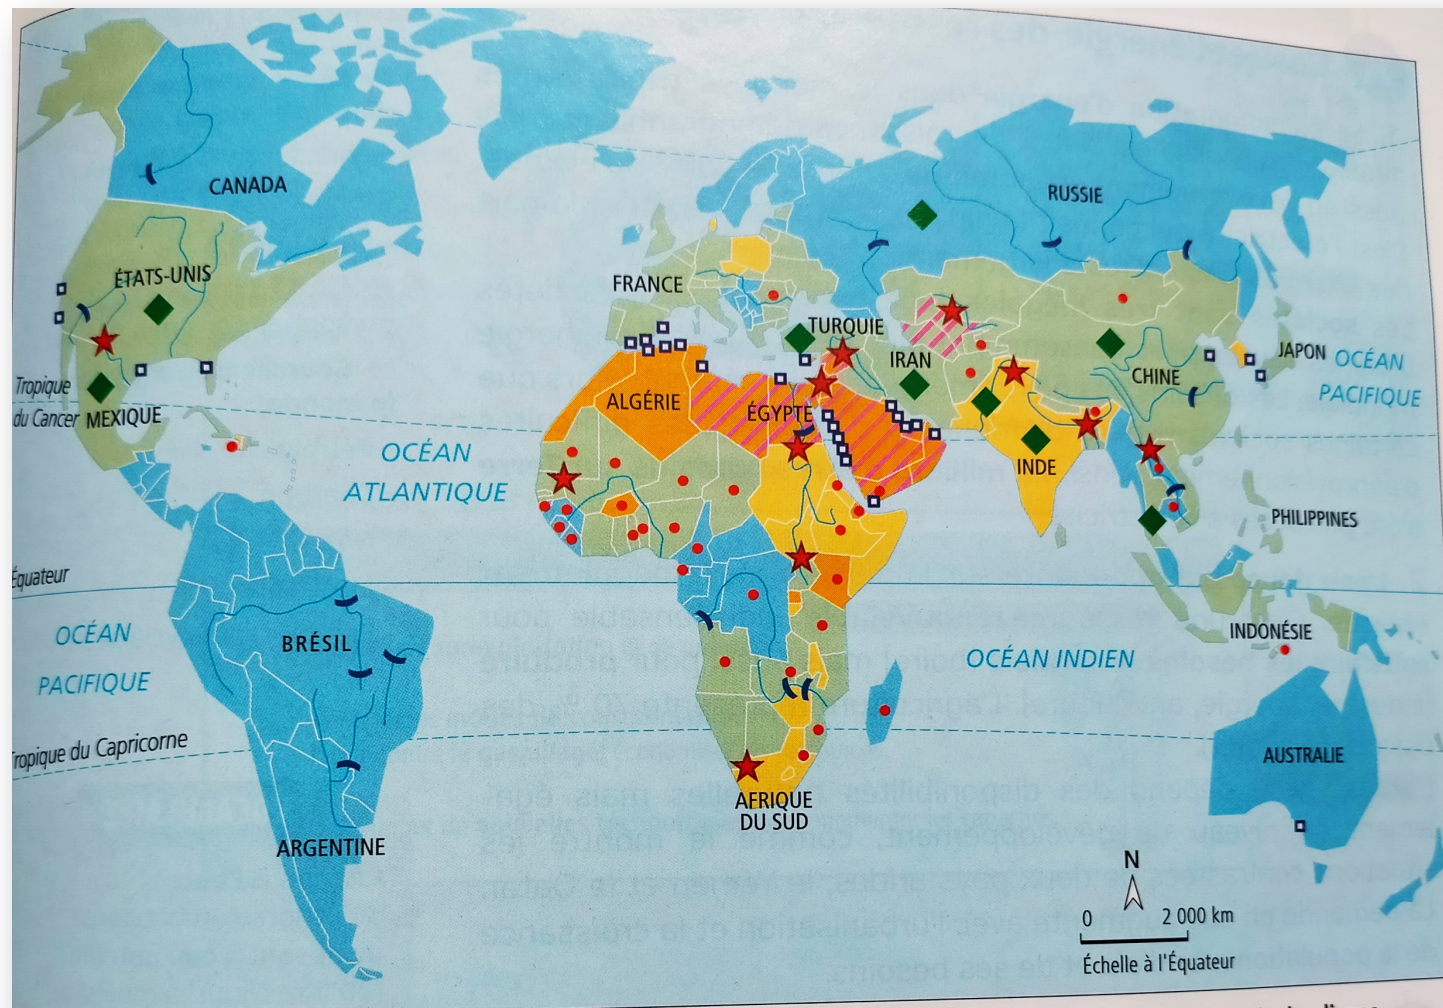 CANADA
RUSSIE
ÉTATS-UNIS
FRANCE
TURQUIE
IRAN
JAPON
OCÉAN
PACIFIQUE
CHINE
Tropique
du Cancer
MEXIQUE
ALGÉRIE
ÉGYPTE
INDE
OCÉAN
ATLANTIQUE
PHILIPPINES
Équateur
OCÉAN
PACIFIQUE
BRÉSIL
INDONÉSIE
OCÉAN INDIEN
Tropique du Capricorne
AUSTRALIE
AFRIQUE
DU SUD
ARGENTINE
N
0 2 000 km
Échelle à l'Équateur